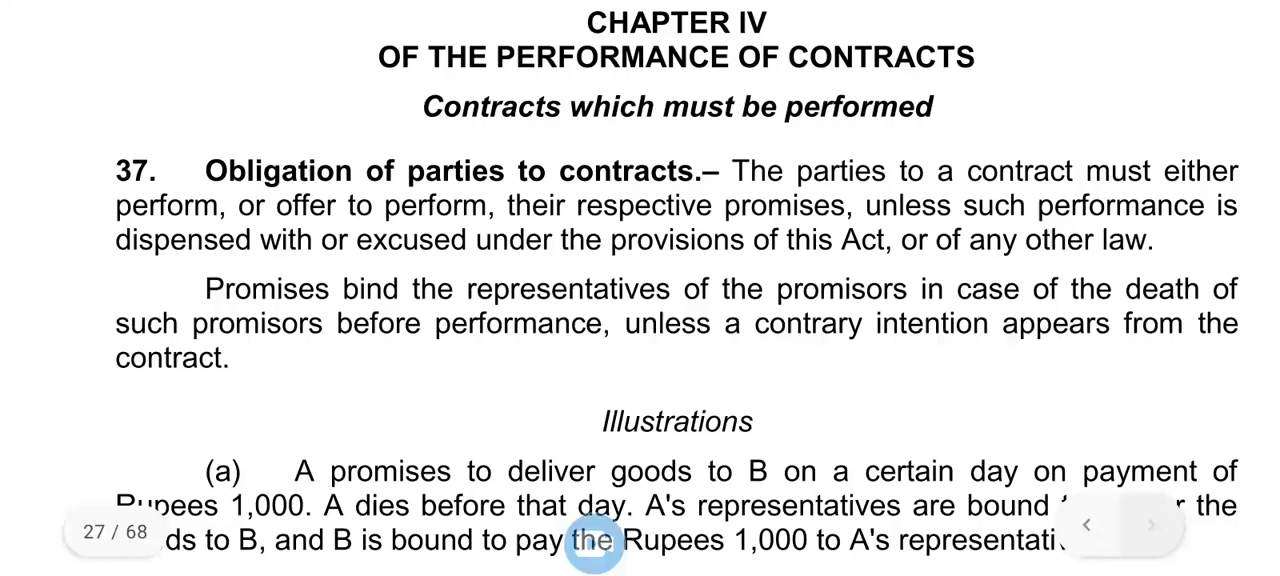 CHAPTER IV
OF THE PERFORMANCE OF CONTRACTS
Contracts which must be performed
37. Obligation of parties to contracts.– The parties to a contract must either
perform, or offer to perform, their respective promises, unless such performance is
dispensed with or excused under the provisions of this Act, or of any other law.
Promises bind the representatives of the promisors in case of the death of
such promisors before performance, unless a contrary intention appears from the
contract.
Illustrations
(a) A promises to deliver goods to B on a certain day on payment of
Rupees 1,000. A dies before that day. A's representatives are bound the
to B, and B is bound to pay the Rupees 1,000 to A's
27 / 68